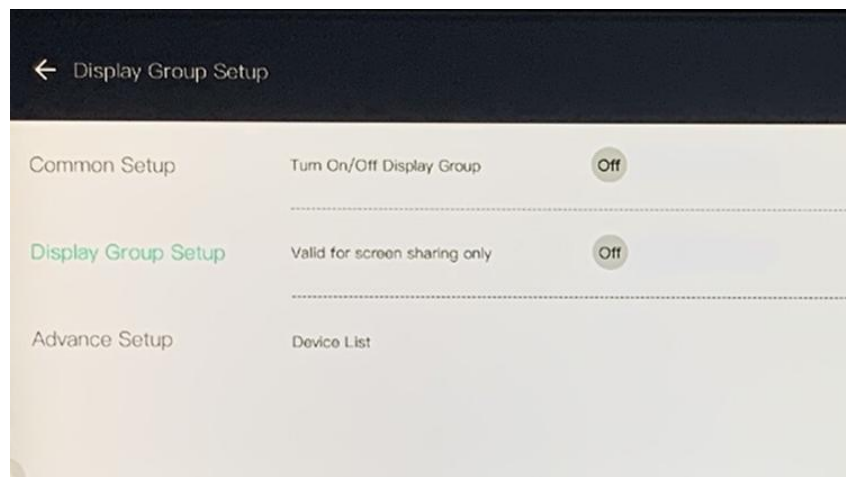 ← Display Group Setup
Common Setup
Turn On/Off Display Group
Off
Display Group Setup
Valid for screen sharing only
Off
Advance Setup
Device List